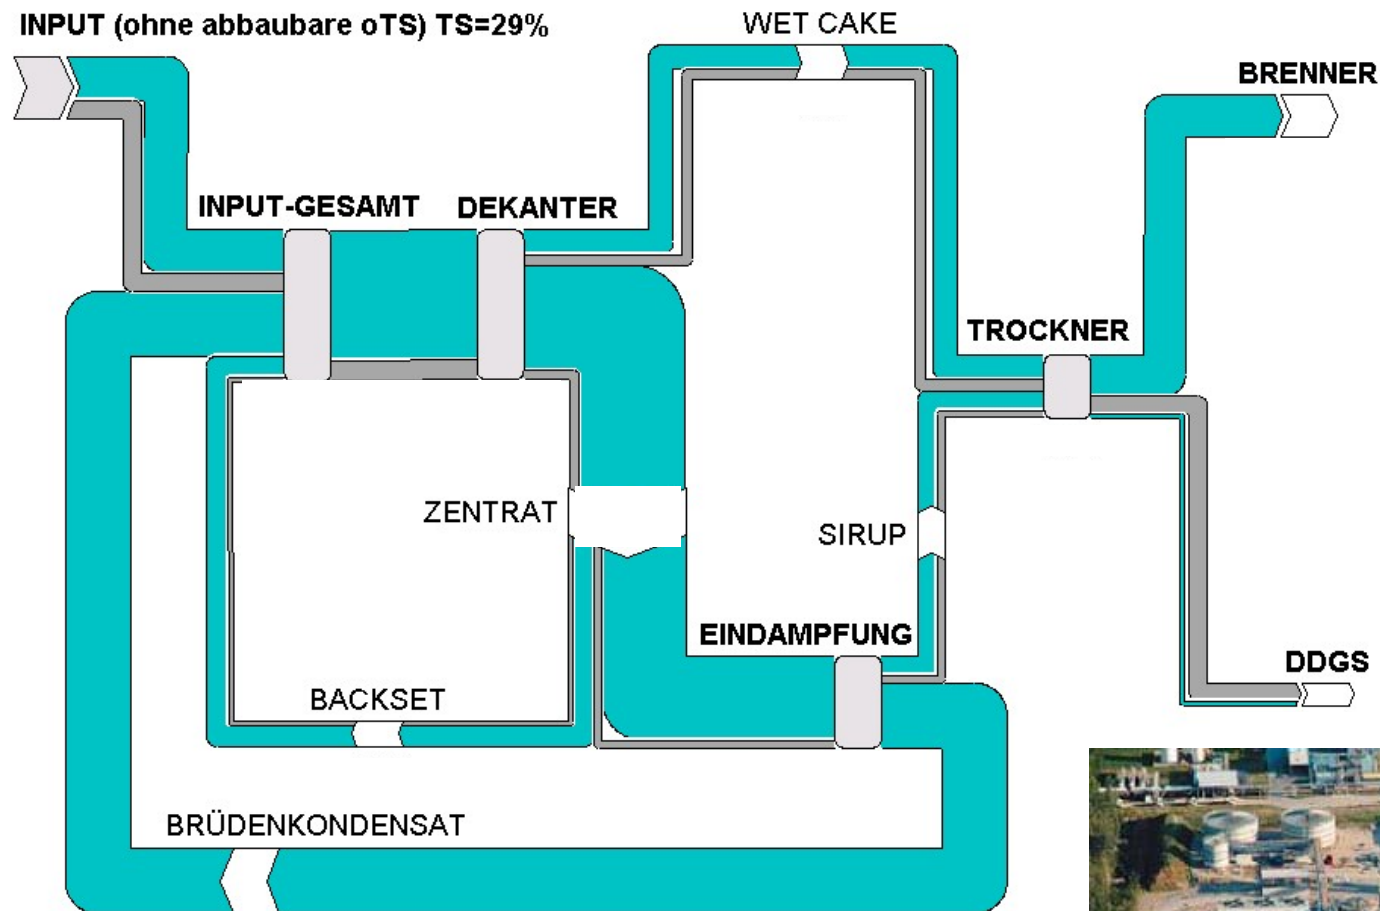 INPUT (ohne abbaubare oTS) TS=29%
WET CAKE
BRENNER
INPUT-GESAMT
DEKANTER
TROCKNER
ZENTRAT
SIRUP
EINDAMPFUNG
DDGS
BACKSET
BRÜDENKONDENSAT